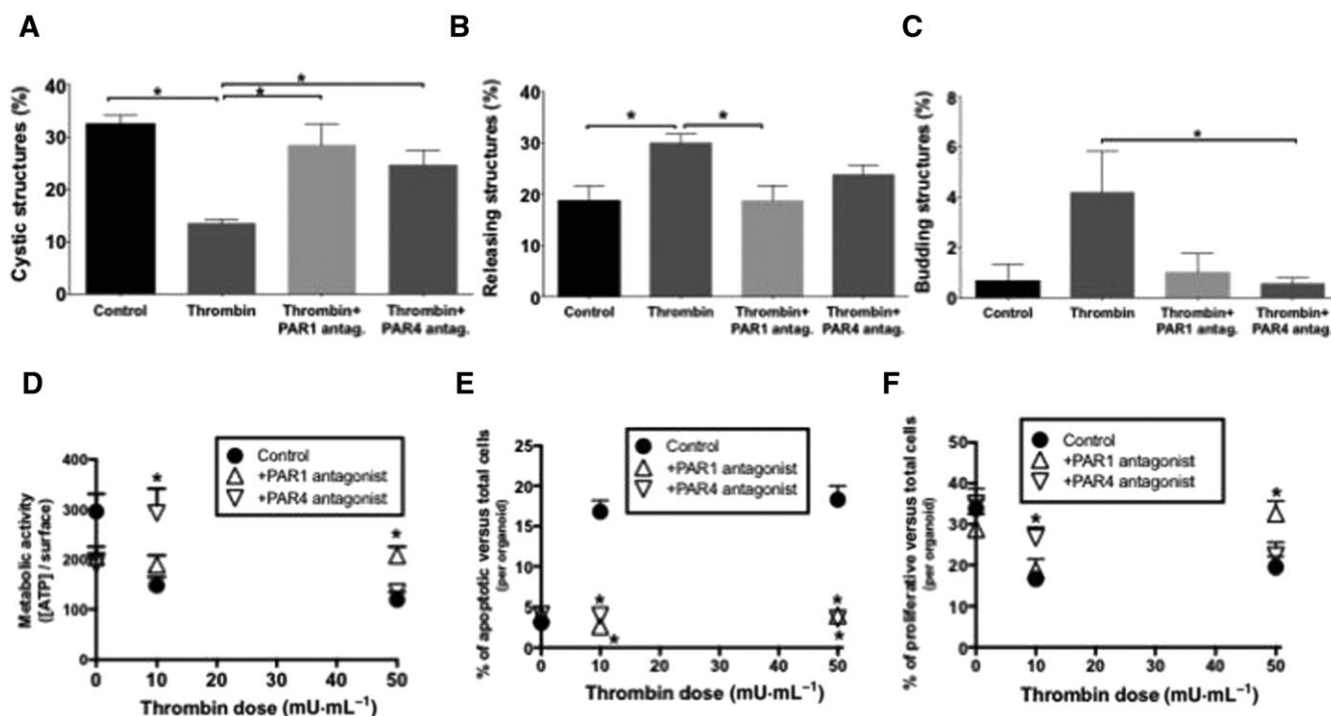 A
Cystic structures (%)
40
30
20
10
0
*
*
*
Control
Thrombin
Thrombin+
PAR1 antag.
Thrombin+
PAR4 antag.
B
Releasing structures (%)
40
30
20
10
0
*
*
Control
Thrombin
Thrombin+
PAR1 antag.
Thrombin+
PAR4 antag.
C
Budding structures (%)
8
6
4
2
0
*
Control
Thrombin
Thrombin+
PAR1 antag.
Thrombin+
PAR4 antag.
D
Metabolic activity
([ATP] / surface)
400
300
200
100
0
Control
+PAR1 antagonist
+PAR4 antagonist
*
*
0 10 20 30 40 50
Thrombin dose (mU·mL⁻¹)
E
% of apoptotic versus total cells
(per organoid)
25
20
15
10
5
0
Control
+PAR1 antagonist
+PAR4 antagonist
*
*
*
*
0 10 20 30 40 50
Thrombin dose (mU·mL⁻¹)
F
% of proliferative versus total cells
(per organoid)
50
40
30
20
10
0
Control
+PAR1 antagonist
+PAR4 antagonist
*
*
0 10 20 30 40 50
Thrombin dose (mU·mL⁻¹)